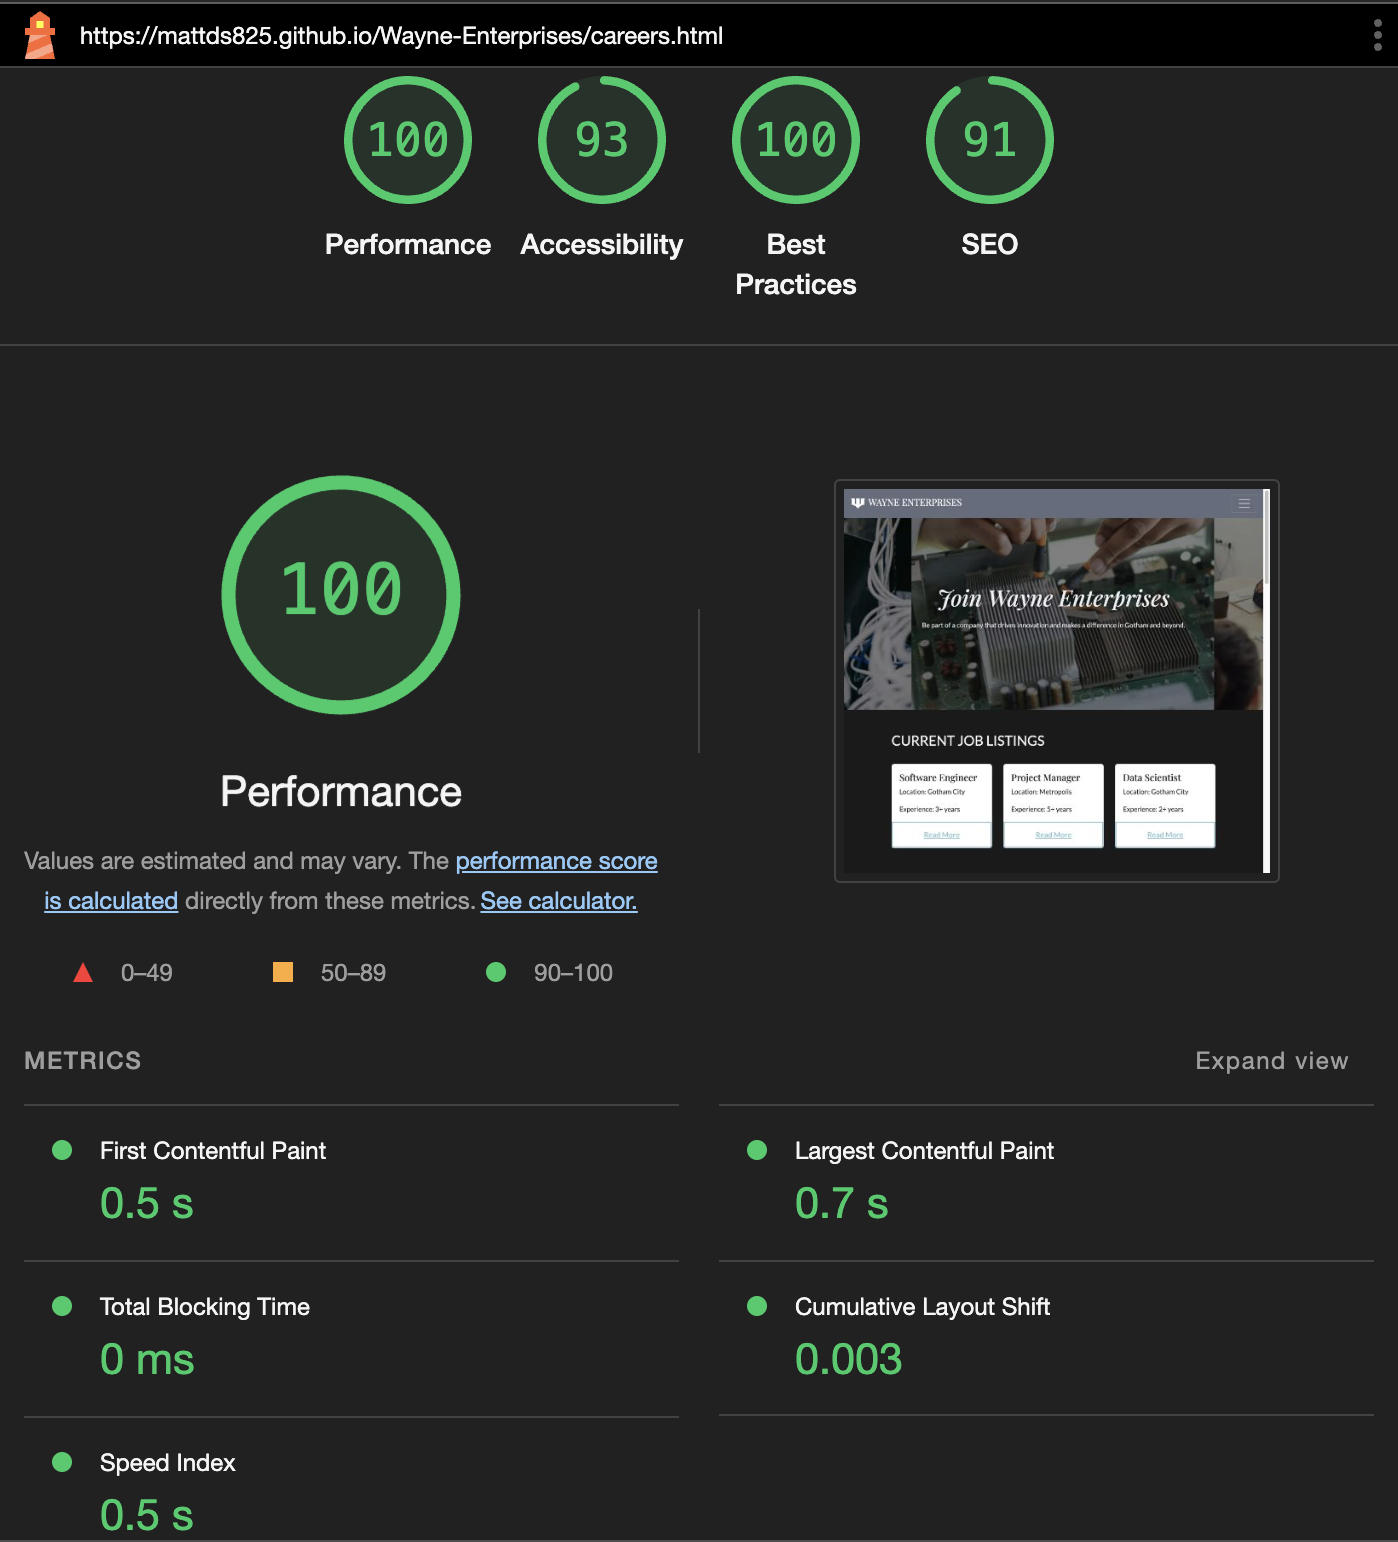 https://mattds825.github.io/Wayne-Enterprises/careers.html
100
93
100
91
Performance
Accessibility
Best
Practices
SEO
100
Performance
Values are estimated and may vary. The performance score
is calculated directly from these metrics. See calculator.
0–49
50–89
90–100
WAYNE ENTERPRISES
Join Wayne Enterprises
Be part of a company that drives innovation and makes a difference in Gotham and beyond.
CURRENT JOB LISTINGS
Software Engineer
Location: Gotham City
Experience: 3+ years
Read More
Project Manager
Location: Metropolis
Experience: 5+ years
Read More
Data Scientist
Location: Gotham City
Experience: 2+ years
Read More
METRICS
Expand view
First Contentful Paint
0.5 s
Largest Contentful Paint
0.7 s
Total Blocking Time
0 ms
Cumulative Layout Shift
0.003
Speed Index
0.5 s